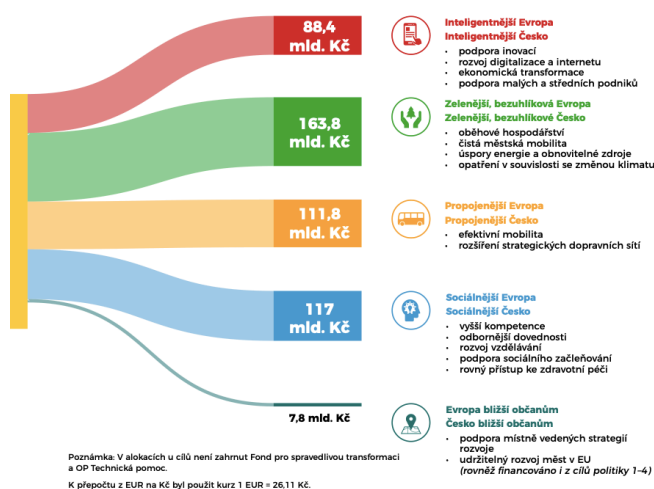 88,4
mld. Kč
Inteligentnější Evropa
Inteligentnější Česko
• podpora inovací
• rozvoj digitalizace a internetu
• ekonomická transformace
• podpora malých a středních podniků
163,8
mld. Kč
Zelenější, bezuhlíková Evropa
Zelenější, bezuhlíkové Česko
• oběhové hospodářství
• čistá městská mobilita
• úspory energie a obnovitelné zdroje
• opatření v souvislosti se změnou klimatu
111,8
mld. Kč
Propojenější Evropa
Propojenější Česko
• efektivní mobilita
• rozšíření strategických dopravních sítí
117
mld. Kč
Sociálnější Evropa
Sociálnější Česko
• vyšší kompetence
• odbornější dovednosti
• rozvoj vzdělávání
• podpora sociálního začleňování
• rovný přístup ke zdravotní péči
7,8 mld. Kč
Evropa bližší občanům
Česko bližší občanům
• podpora místně vedených strategií
rozvoje
• udržitelný rozvoj měst v EU
(rovněž financováno i z cílů politiky 1–4)
Poznámka: V alokacích u cílů není zahrnut Fond pro spravedlivou transformaci
a OP Technická pomoc.
K přepočtu z EUR na Kč byl použit kurz 1 EUR = 26,11 Kč.